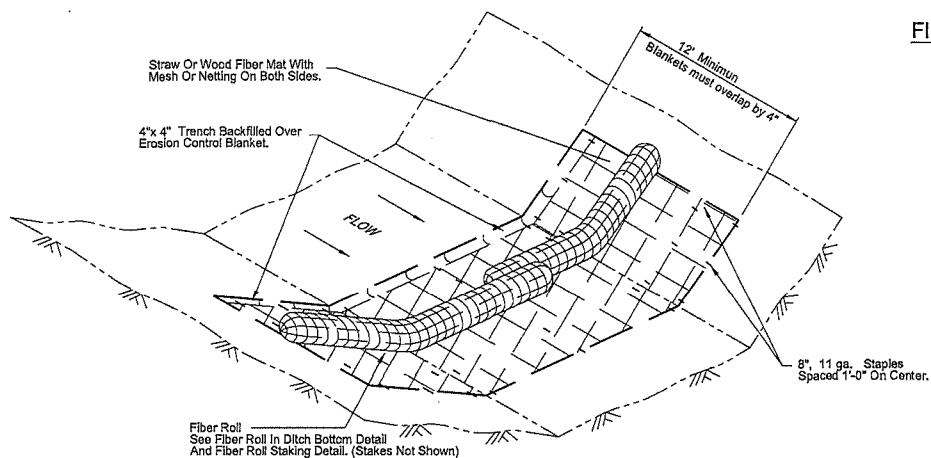 FI
12' Minimun
Blankets must overlap by 4"
Straw Or Wood Fiber Mat With
Mesh Or Netting On Both Sides.
4"x 4" Trench Backfilled Over
Erosion Control Blanket.
FLOW
8", 11 ga. Staples
Spaced 1'-0" On Center.
Fiber Roll
See Fiber Roll In Ditch Bottom Detail
And Fiber Roll Staking Detail. (Stakes Not Shown)